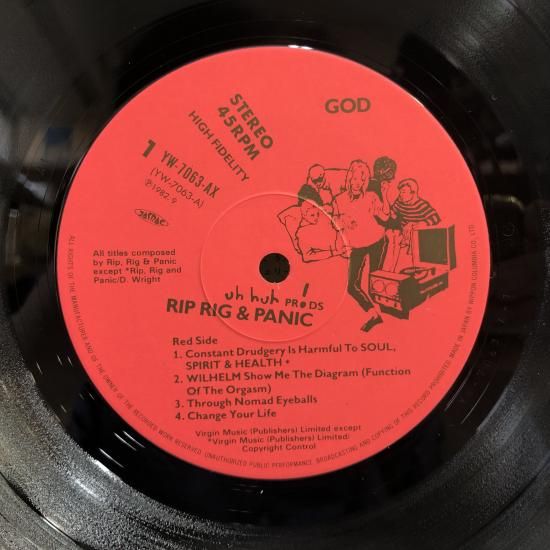 GOD
STEREO
45RPM
HIGH FIDELITY
1 YW-7063-AX
(YW-7063-A)
℗1982·9
All titles composed
by Rip, Rig & Panic
except *Rip, Rig and
Panic/D. Wright
uh huh PR!DS
RIP RIG & PANIC
Red Side
1. Constant Drudgery Is Harmful To SOUL,
SPIRIT & HEALTH *
2. WILHELM Show Me The Diagram (Function
Of The Orgasm)
3. Through Nomad Eyeballs
4. Change Your Life
Virgin Music (Publishers) Limited except
*Virgin Music (Publishers) Limited/
Copyright Control
ALL RIGHTS OF THE MANUFACTURER AND OF THE OWNER OF THE RECORDED WORK RESERVED. UNAUTHORIZED PUBLIC PERFORMANCE, BROADCASTING AND COPYING OF THIS RECORD PROHIBITED. MADE IN JAPAN BY NIPPON COLUMBIA CO., LTD.